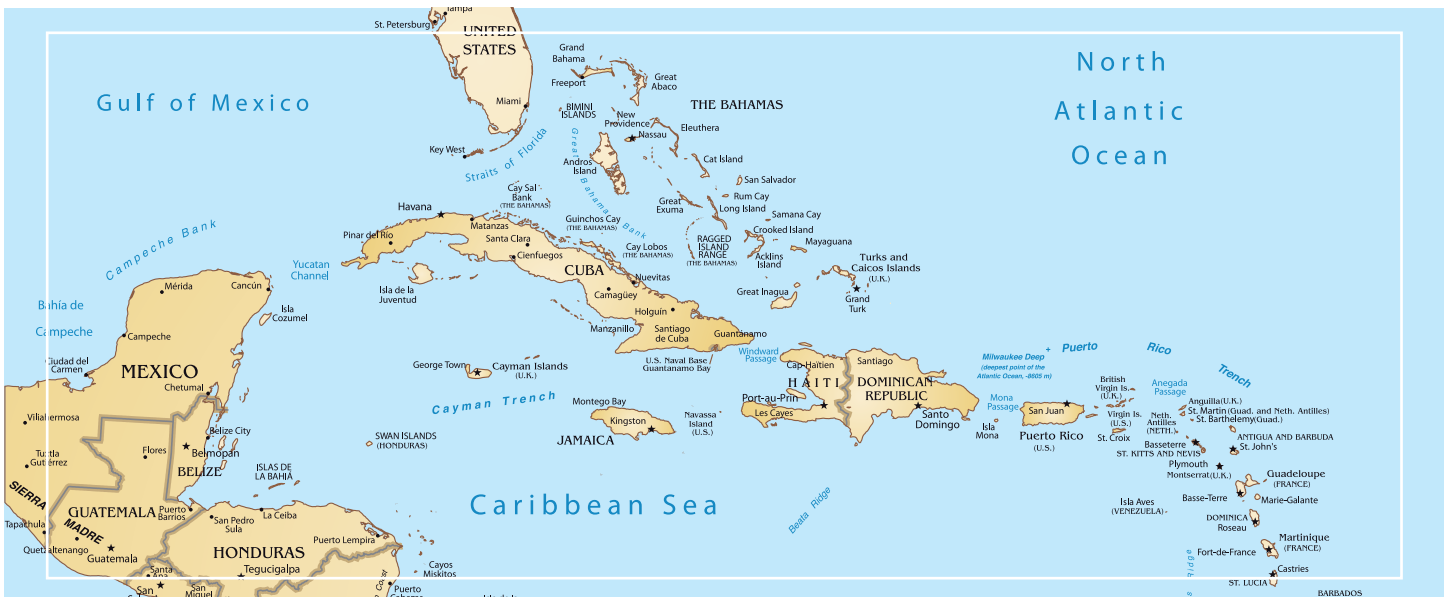 Tampa
St. Petersburg
UNITED
STATES
Miami
Key West
Gulf of Mexico
Straits of Florida
Grand
Bahama
Freeport
Great
Abaco
BIMINI
ISLANDS
THE BAHAMAS
New
Providence
Nassau
Eleuthera
Great Bahama Bank
Andros
Island
Cat Island
San Salvador
Rum Cay
Great
Exuma
Long Island
Samana Cay
Crooked Island
Mayaguana
Acklins
Island
RAGGED
ISLAND
RANGE
(THE BAHAMAS)
Cay Sal
Bank
(THE BAHAMAS)
Guinchos Cay
(THE BAHAMAS)
Cay Lobos
(THE BAHAMAS)
Turks and
Caicos Islands
(U.K.)
Grand
Turk
Great Inagua
North
Atlantic
Ocean
Campeche Bank
Yucatan
Channel
Bahía de
Campeche
Havana
Matanzas
Pinar del Río
Santa Clara
Cienfuegos
CUBA
Nuevitas
Camagüey
Isla de la
Juventud
Holguín
Manzanillo
Santiago
de Cuba
Guantanamo
U.S. Naval Base
Guantanamo Bay
Windward
Passage
Mérida
Cancún
Isla
Cozumel
Campeche
Ciudad del
Carmen
MEXICO
Chetumal
Villahermosa
Tuxtla
Gutiérrez
SIERRA
MADRE
Tapachula
Belize City
Belmopan
BELIZE
Flores
GUATEMALA
Quetzaltenango
Guatemala
Puerto
Barrios
ISLAS DE
LA BAHIA
San Pedro
Sula
La Ceiba
Puerto Lempira
HONDURAS
Tegucigalpa
Santa
Ana
San
San
Miguel
Cayos
Miskitos
Puerto
SWAN ISLANDS
(HONDURAS)
George Town
Cayman Islands
(U.K.)
Cayman Trench
Montego Bay
Kingston
JAMAICA
Navassa
Island
(U.S.)
Caribbean Sea
Cap-Haïtien
HAITI
Port-au-Prin
Les Cayes
Santiago
DOMINICAN
REPUBLIC
Santo
Domingo
Beata Ridge
Milwaukee Deep
(deepest point of the
Atlantic Ocean, -8605 m)
Puerto Rico Trench
Mona
Passage
Isla
Mona
San Juan
Puerto Rico
(U.S.)
British
Virgin Is.
(U.K.)
Virgin Is.
(U.S.)
St. Croix
Anegada
Passage
Anguilla (U.K.)
St. Martin (Guad. and Neth. Antilles)
St. Barthelemy (Guad.)
Neth.
Antilles
(NETH.)
Basseterre
ST. KITTS AND NEVIS
ANTIGUA AND BARBUDA
St. John's
Plymouth
Montserrat (U.K.)
Guadeloupe
(FRANCE)
Basse-Terre
Marie-Galante
Isla Aves
(VENEZUELA)
DOMINICA
Roseau
Martinique
(FRANCE)
Fort-de-France
Castries
ST. LUCIA
BARBADOS